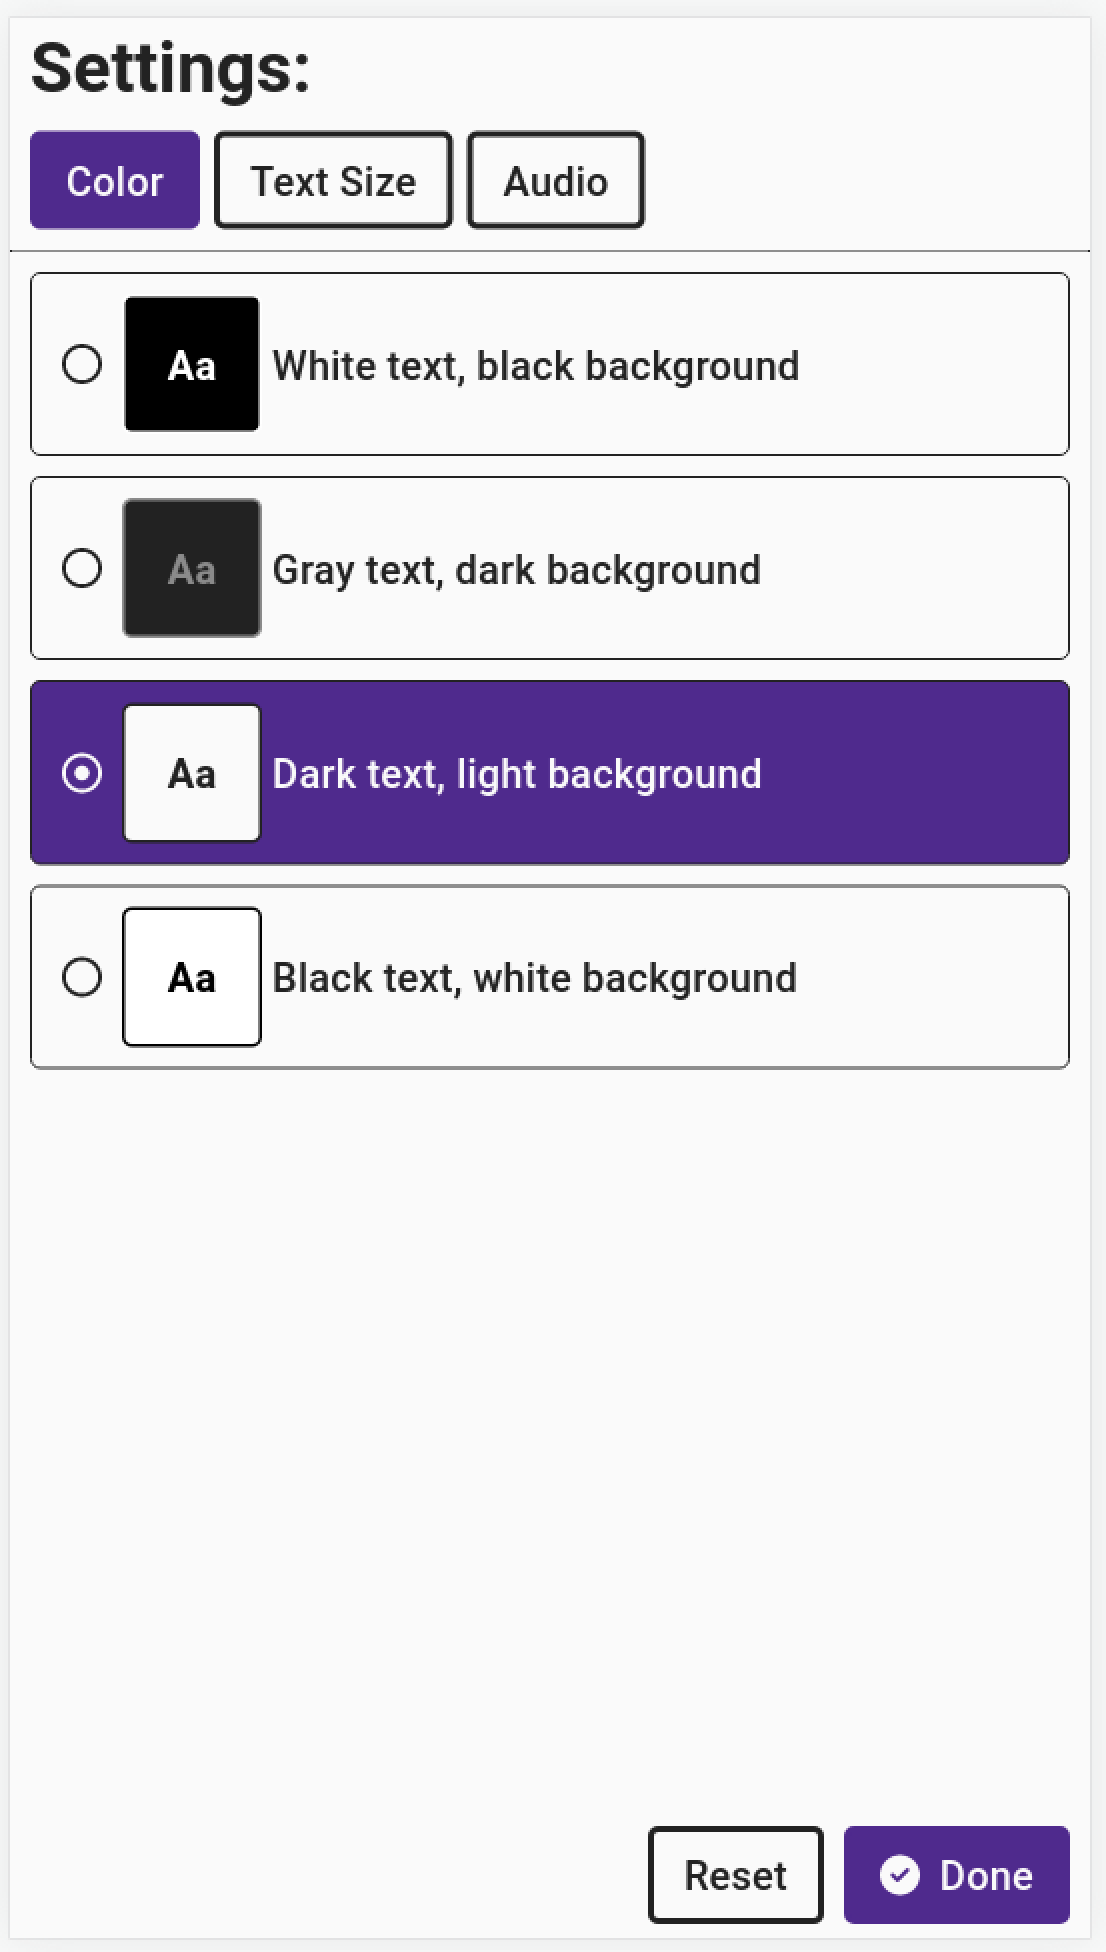 Settings:
Color Text Size Audio
Aa White text, black background
Aa Gray text, dark background
Aa Dark text, light background
Aa Black text, white background
Reset Done